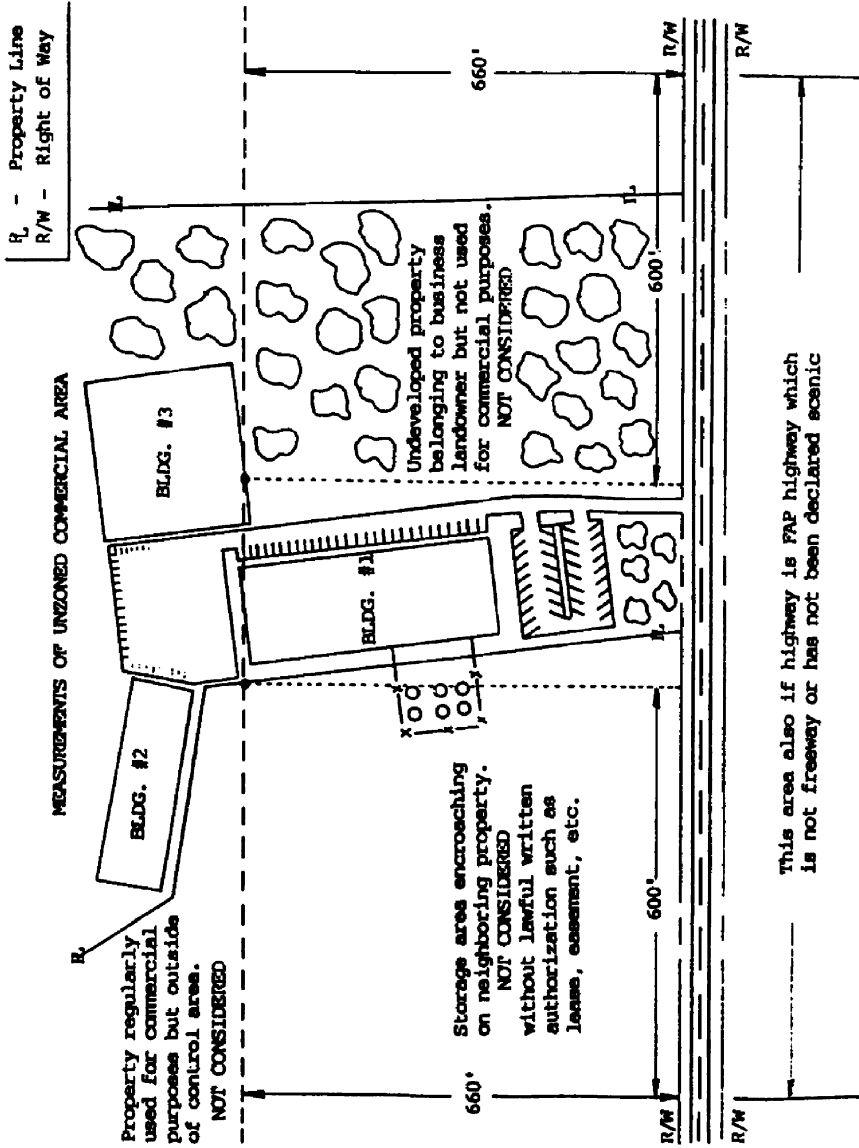 PL - Property Line
R/W - Right of Way
MEASUREMENTS OF UNZONED COMMERCIAL AREA
PL
Property regularly
used for commercial
purposes but outside
of control area.
NOT CONSIDERED
BLDG. #2
BLDG. #3
PL
660'
Storage area encroaching
on neighboring property.
NOT CONSIDERED
without lawful written
authorization such as
lease, easement, etc.
BLDG. #1
Undeveloped property
belonging to business
landowner but not used
for commercial purposes.
NOT CONSIDERED
660'
PL
PL
600'
600'
R/W
R/W
R/W
R/W
This area also if highway is FAP highway which
is not freeway or has not been declared scenic